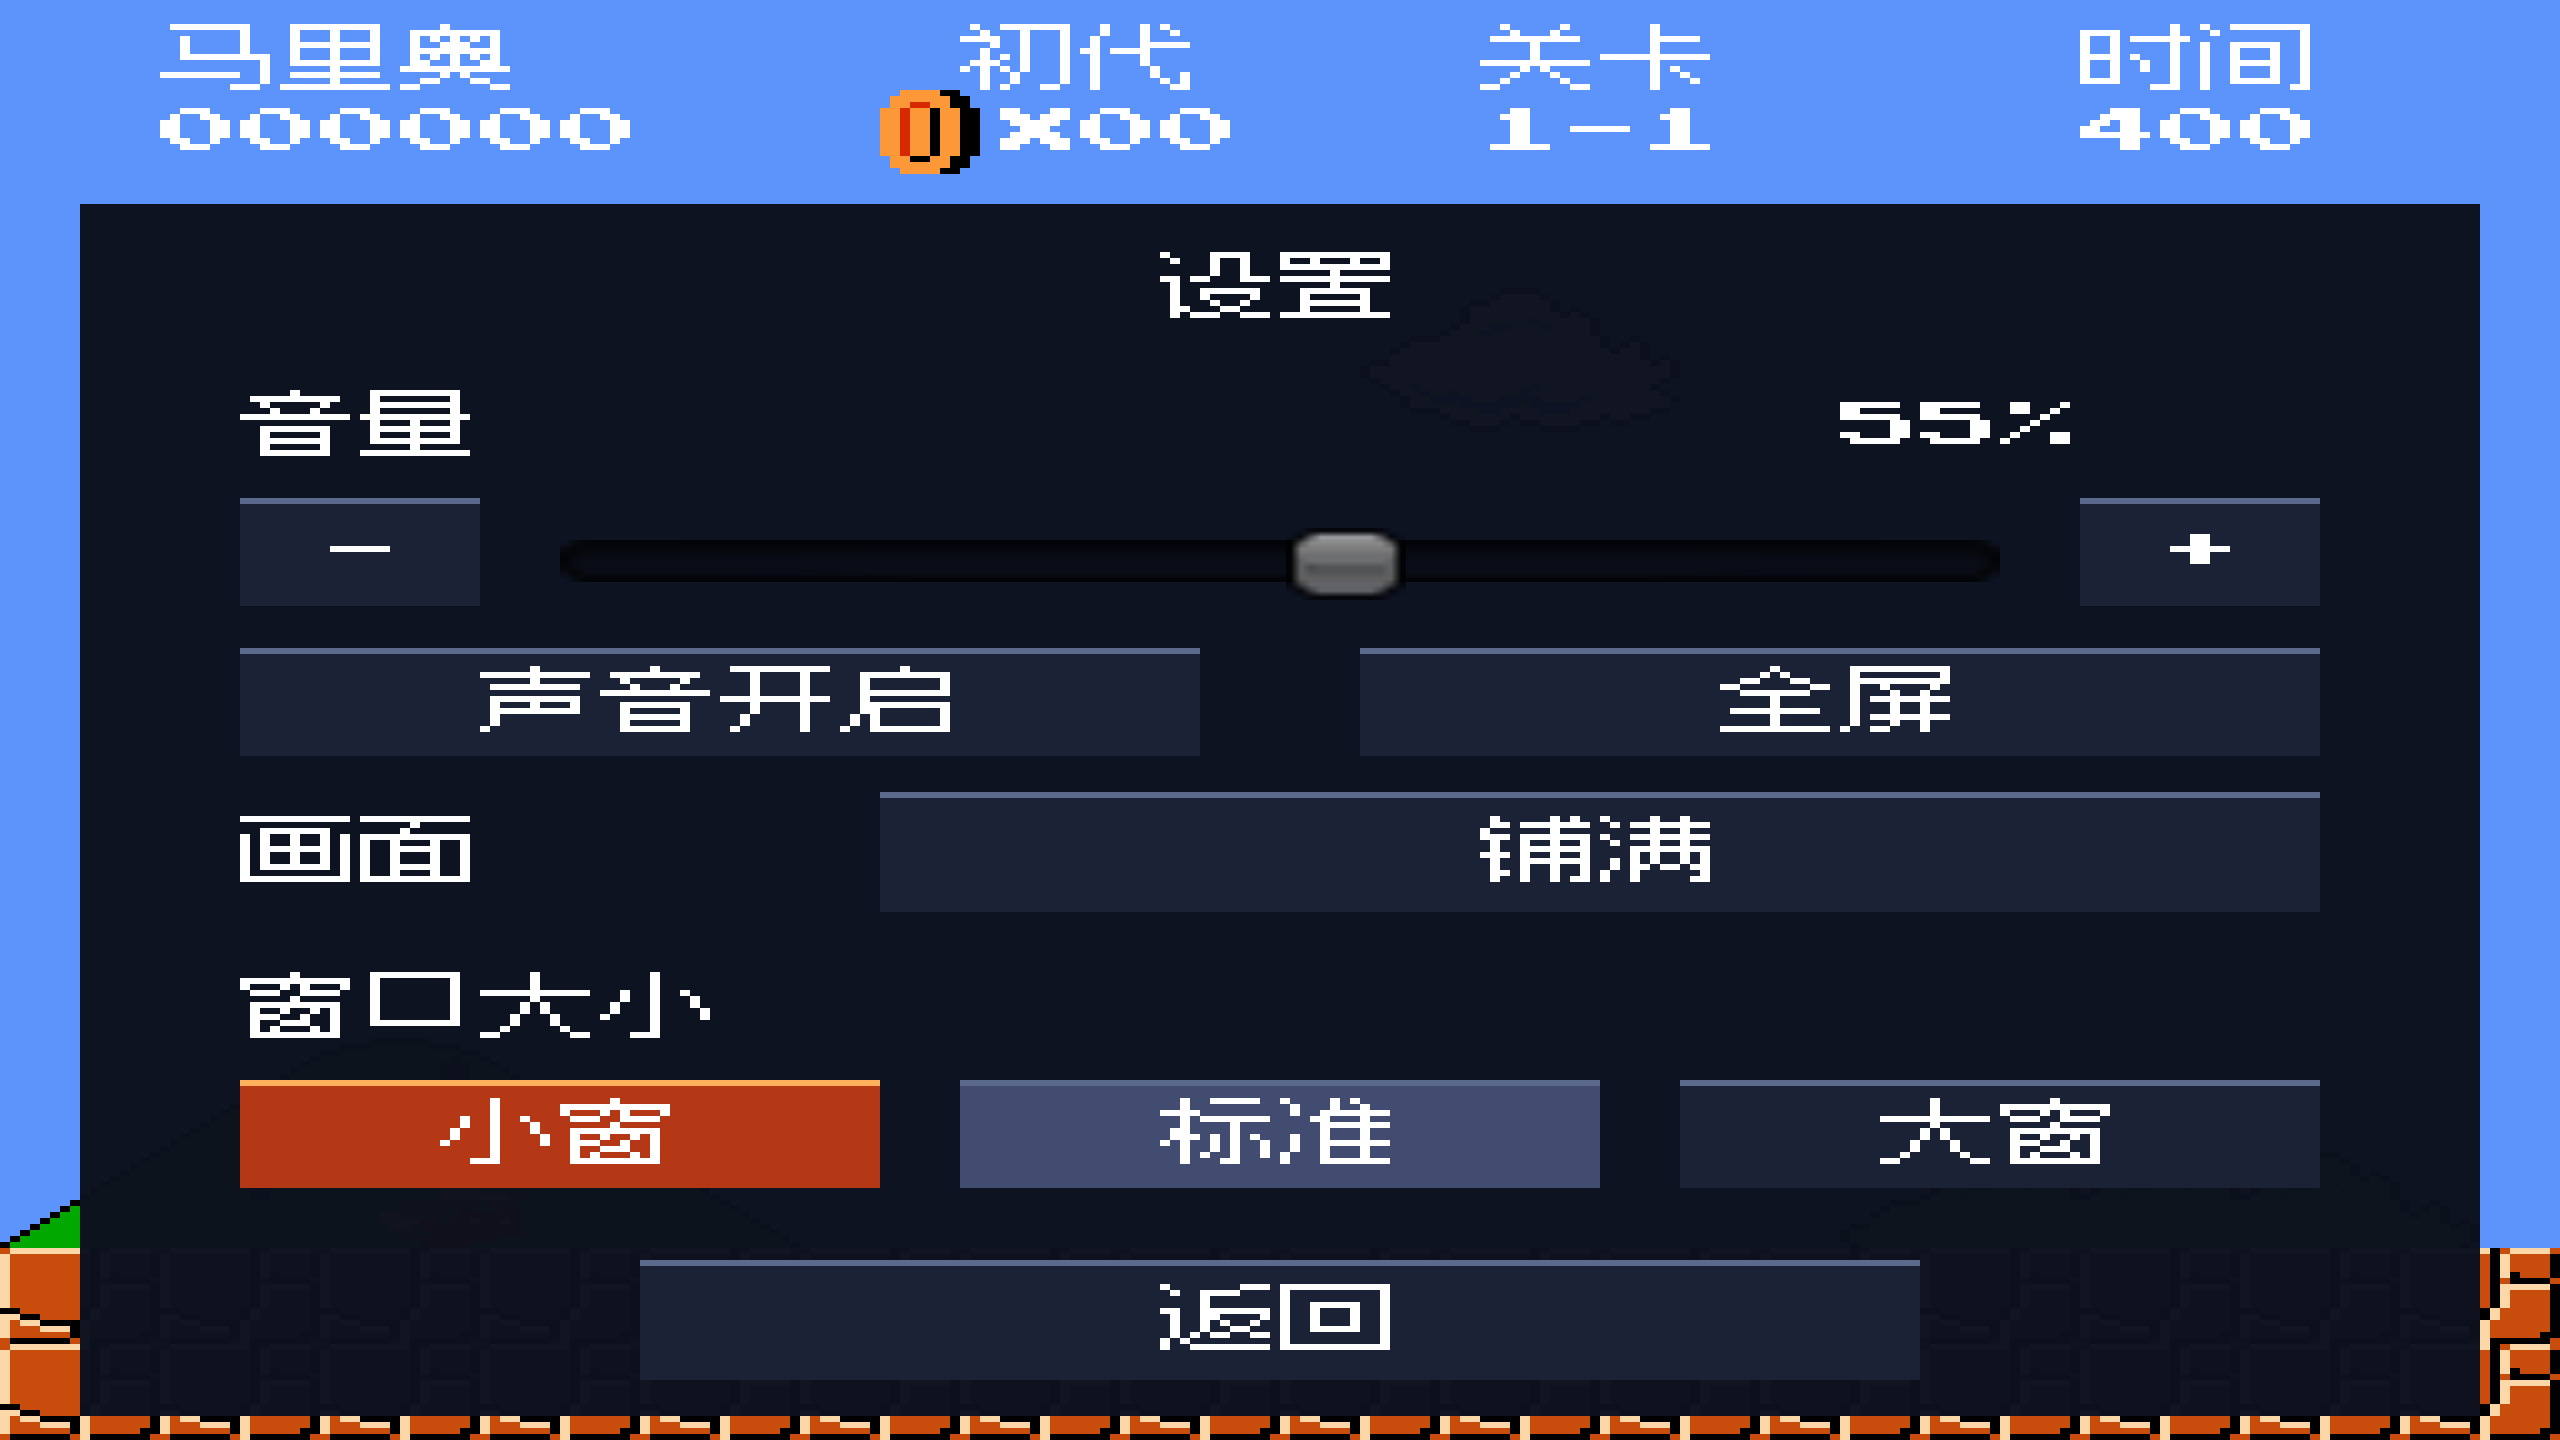 马里奥 初代 关卡 时间
000000 ×00 1-1 400
设置
音量 55%
- +
声音开启 全屏
画面 铺满
窗口大小
小窗 标准 大窗
返回